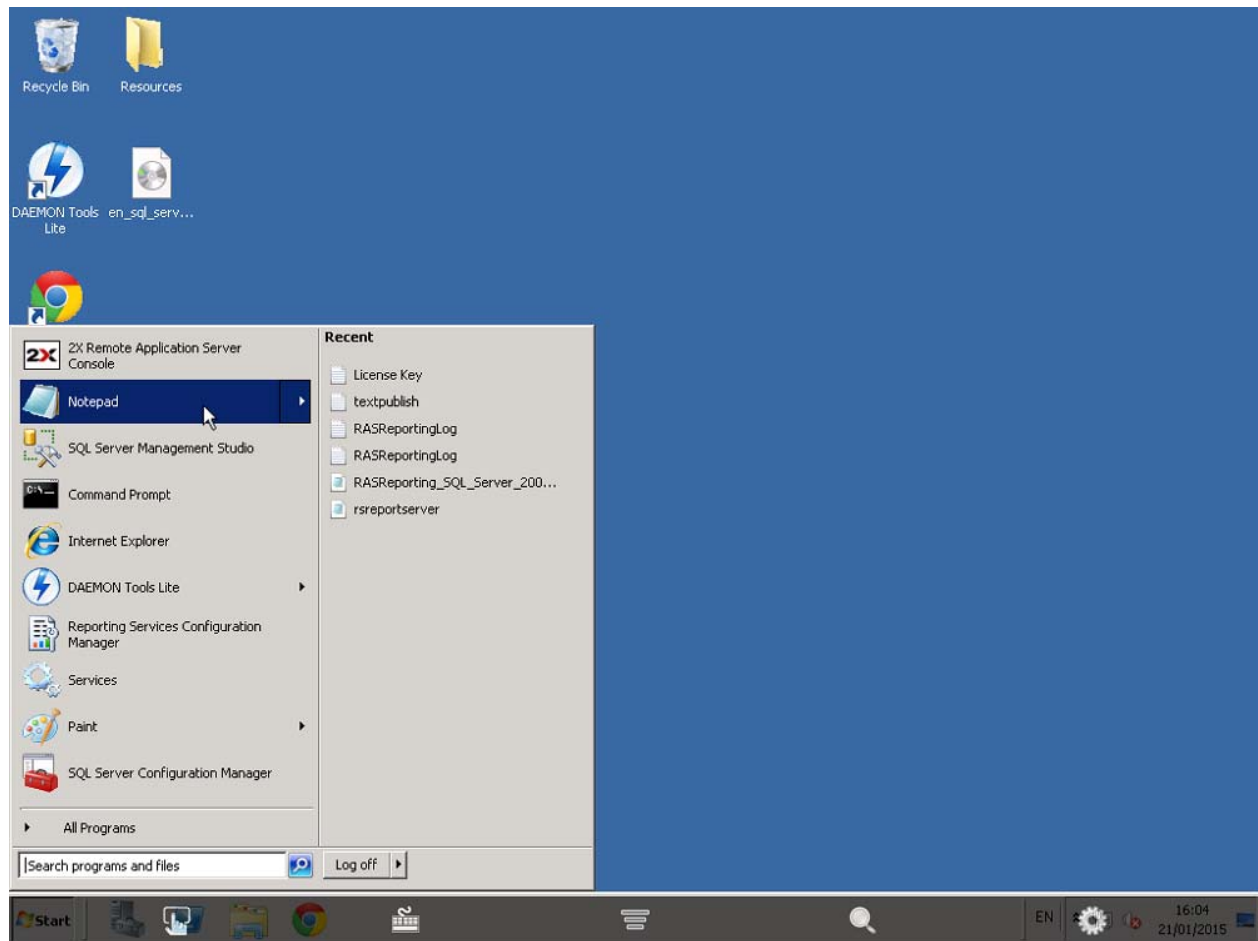 Recycle Bin
Resources
DAEMON Tools
Lite
en_sql_serv...
2X
2X Remote Application Server
Console
Notepad
SQL Server Management Studio
C:\_
Command Prompt
Internet Explorer
DAEMON Tools Lite
Reporting Services Configuration
Manager
Services
Paint
SQL Server Configuration Manager
All Programs
Search programs and files
Recent
License Key
textpublish
RASReportingLog
RASReportingLog
RASReporting_SQL_Server_200...
rsreportserver
Log off
Start
EN
16:04
21/01/2015